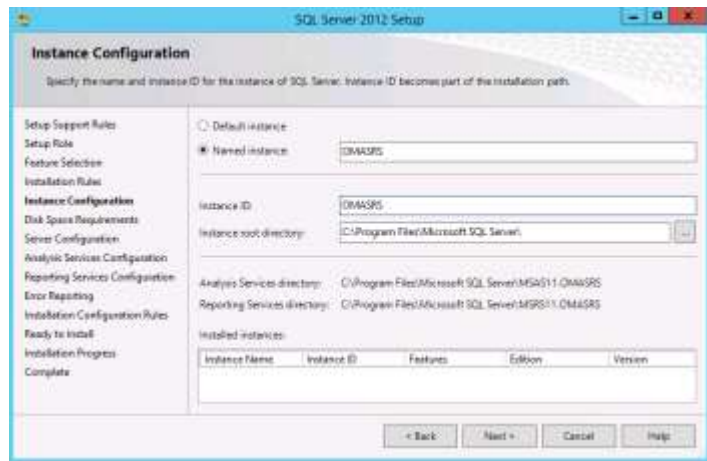 SQL Server 2012 Setup
Instance Configuration
Specify the name and instance ID for the instance of SQL Server. Instance ID becomes part of the installation path.
Setup Support Rules
Setup Role
Feature Selection
Installation Rules
Instance Configuration
Disk Space Requirements
Server Configuration
Analysis Services Configuration
Reporting Services Configuration
Error Reporting
Installation Configuration Rules
Ready to Install
Installation Progress
Complete
Default instance
Named instance: OMASRS
Instance ID: OMASRS
Instance root directory: C:\Program Files\Microsoft SQL Server\ ...
Analysis Services directory: C:\Program Files\Microsoft SQL Server\MSAS11.OMASRS
Reporting Services directory: C:\Program Files\Microsoft SQL Server\MSRS11.OMASRS
Installed instances:
Instance Name Instance ID Features Edition Version
< Back Next > Cancel Help